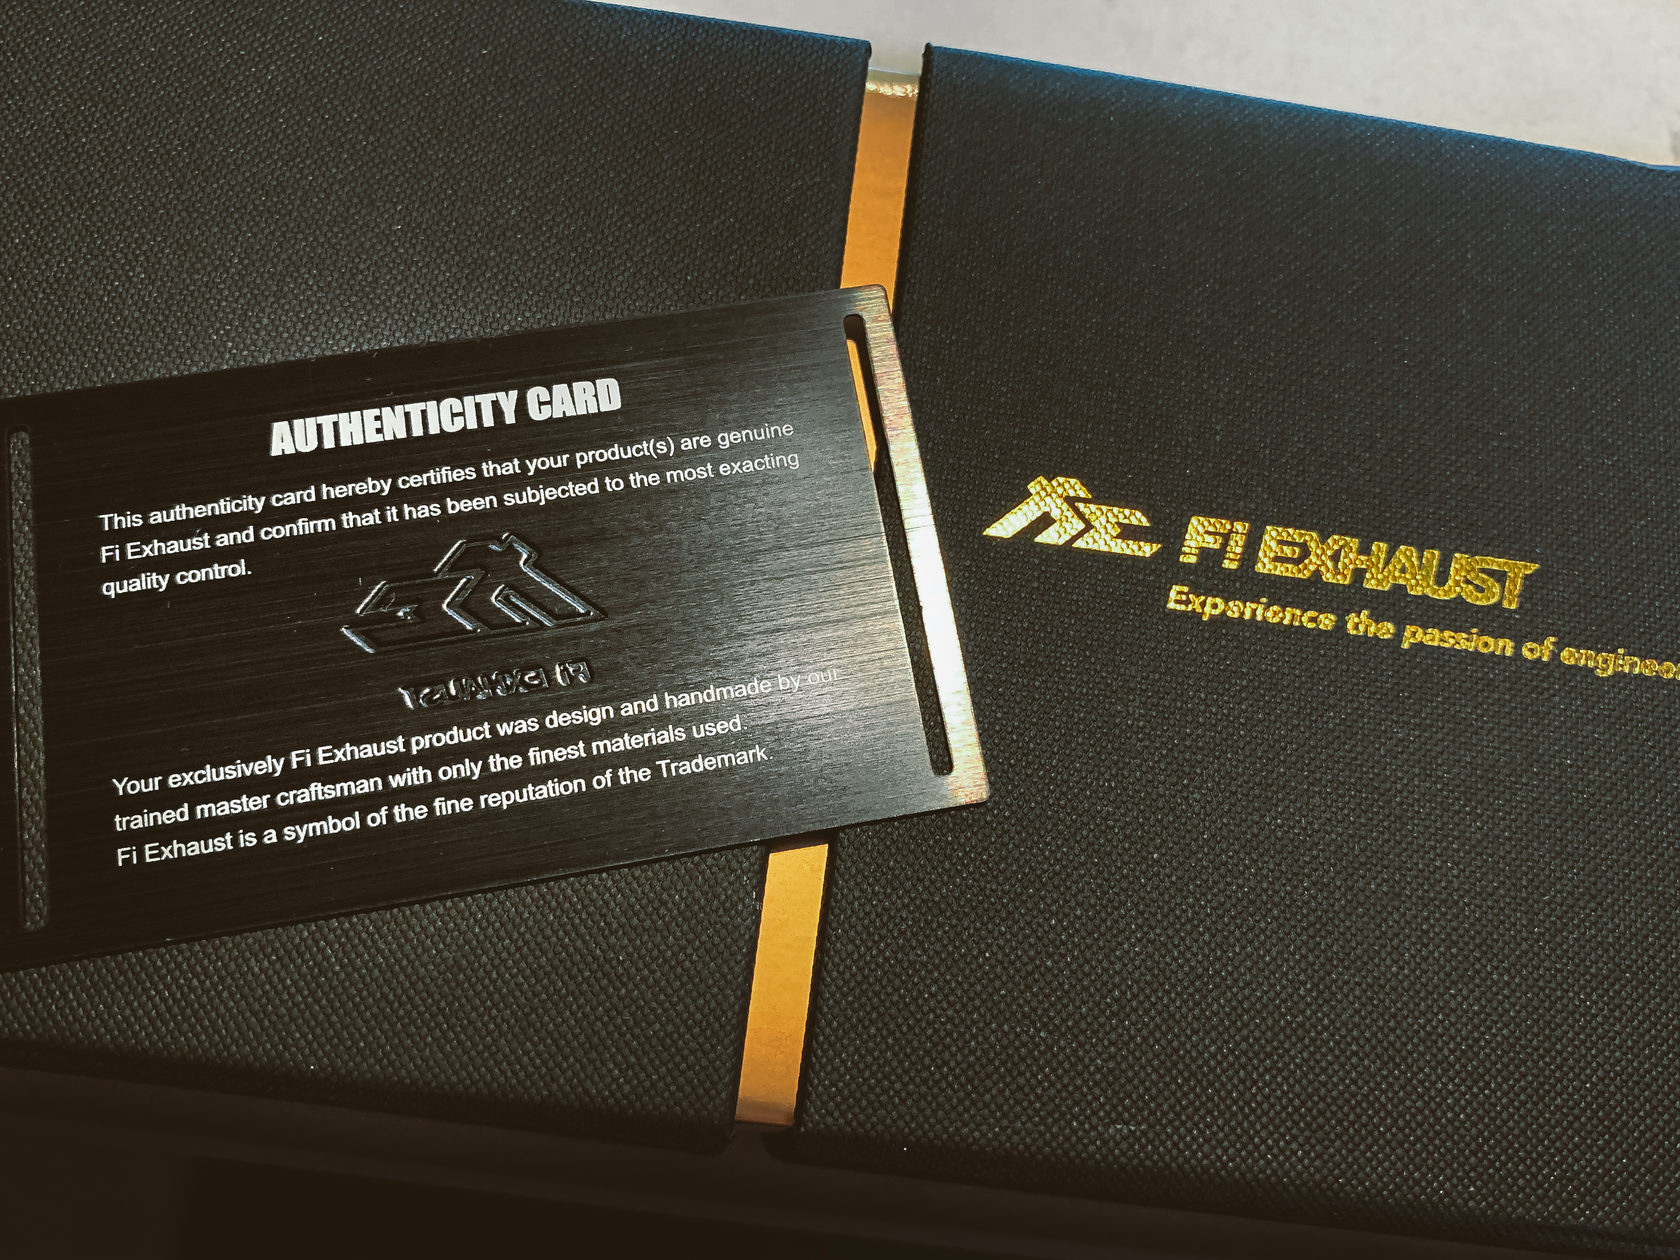 AUTHENTICITY CARD
This authenticity card hereby certifies that your product(s) are genuine
Fi Exhaust and confirm that it has been subjected to the most exacting
quality control.
FI EXHAUST
Your exclusively Fi Exhaust product was design and handmade by our
trained master craftsman with only the finest materials used.
Fi Exhaust is a symbol of the fine reputation of the Trademark.
Fi EXHAUST
Experience the passion of